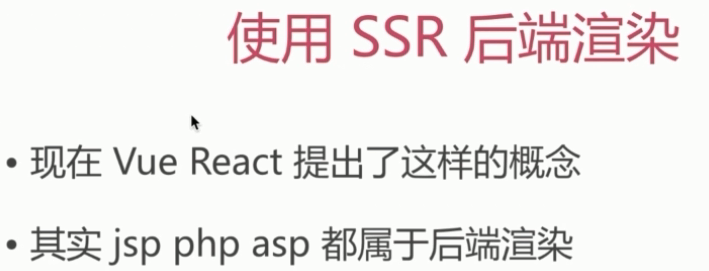 使用 SSR 后端渲染
• 现在 Vue React 提出了这样的概念
• 其实 jsp php asp 都属于后端渲染